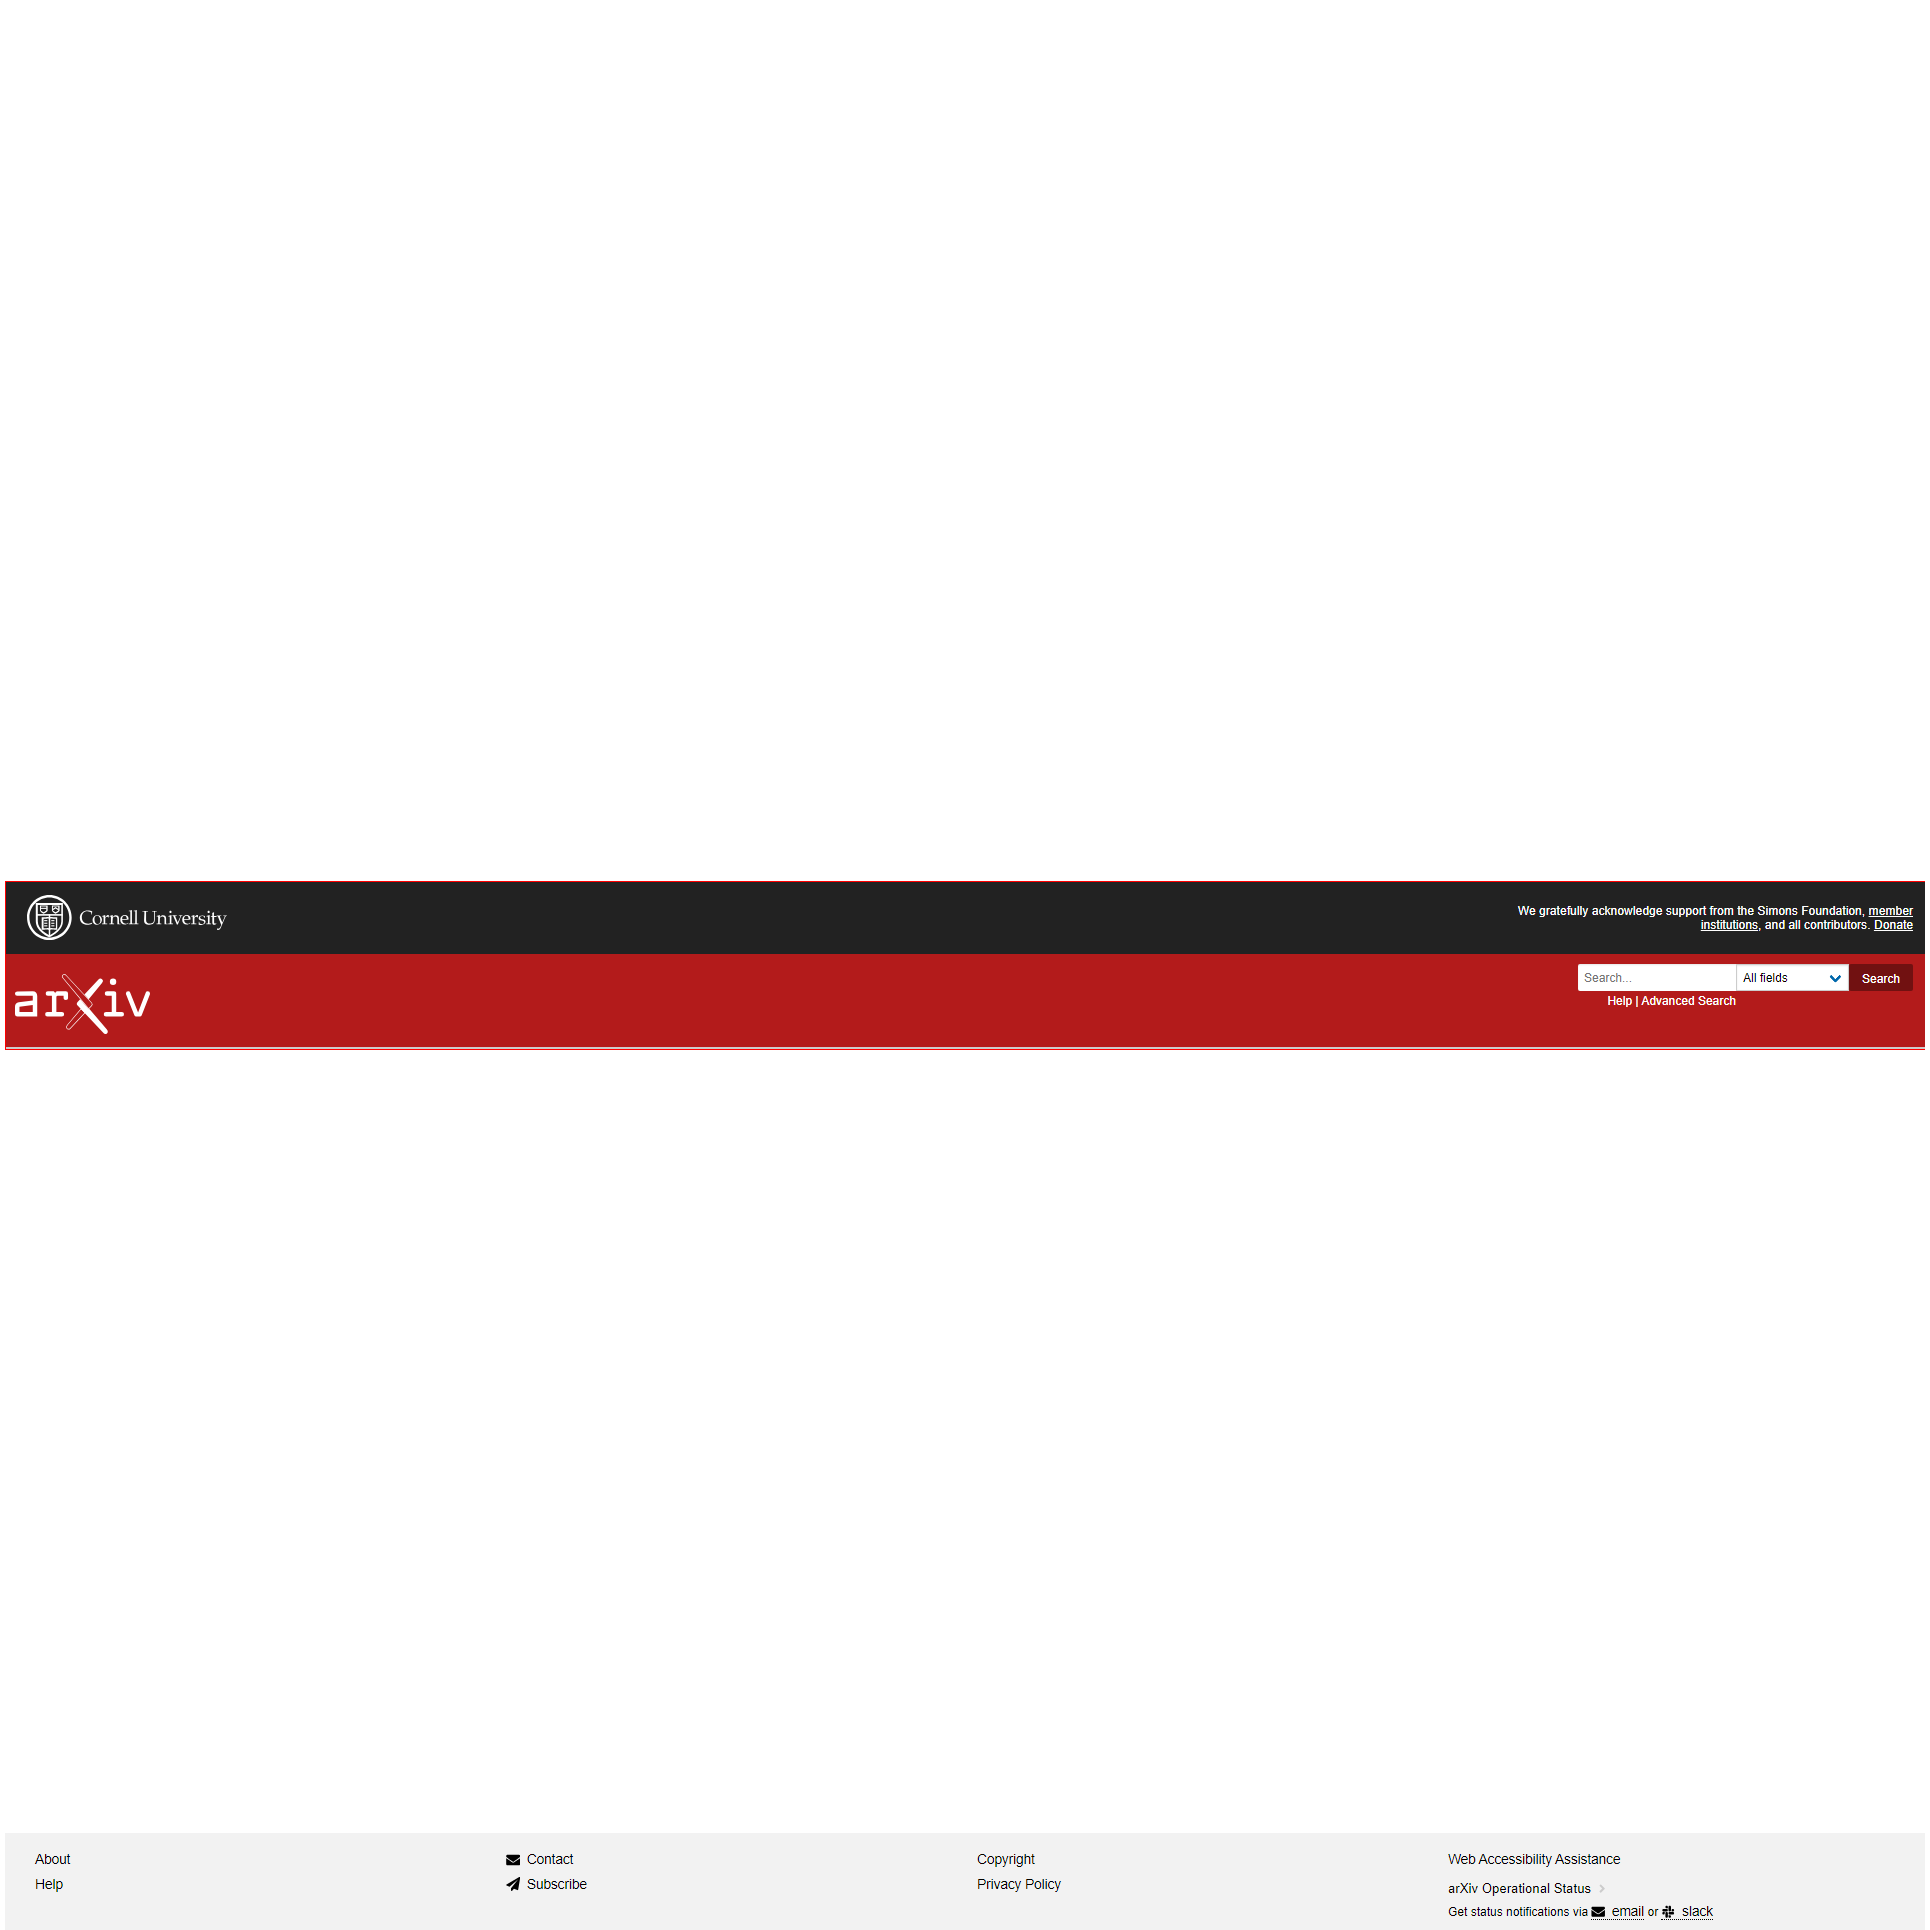 Cornell University
We gratefully acknowledge support from the Simons Foundation, member
institutions, and all contributors. Donate
arXiv
Search... All fields Search
Help | Advanced Search
About
Help
Contact
Subscribe
Copyright
Privacy Policy
Web Accessibility Assistance
arXiv Operational Status
Get status notifications via email or slack